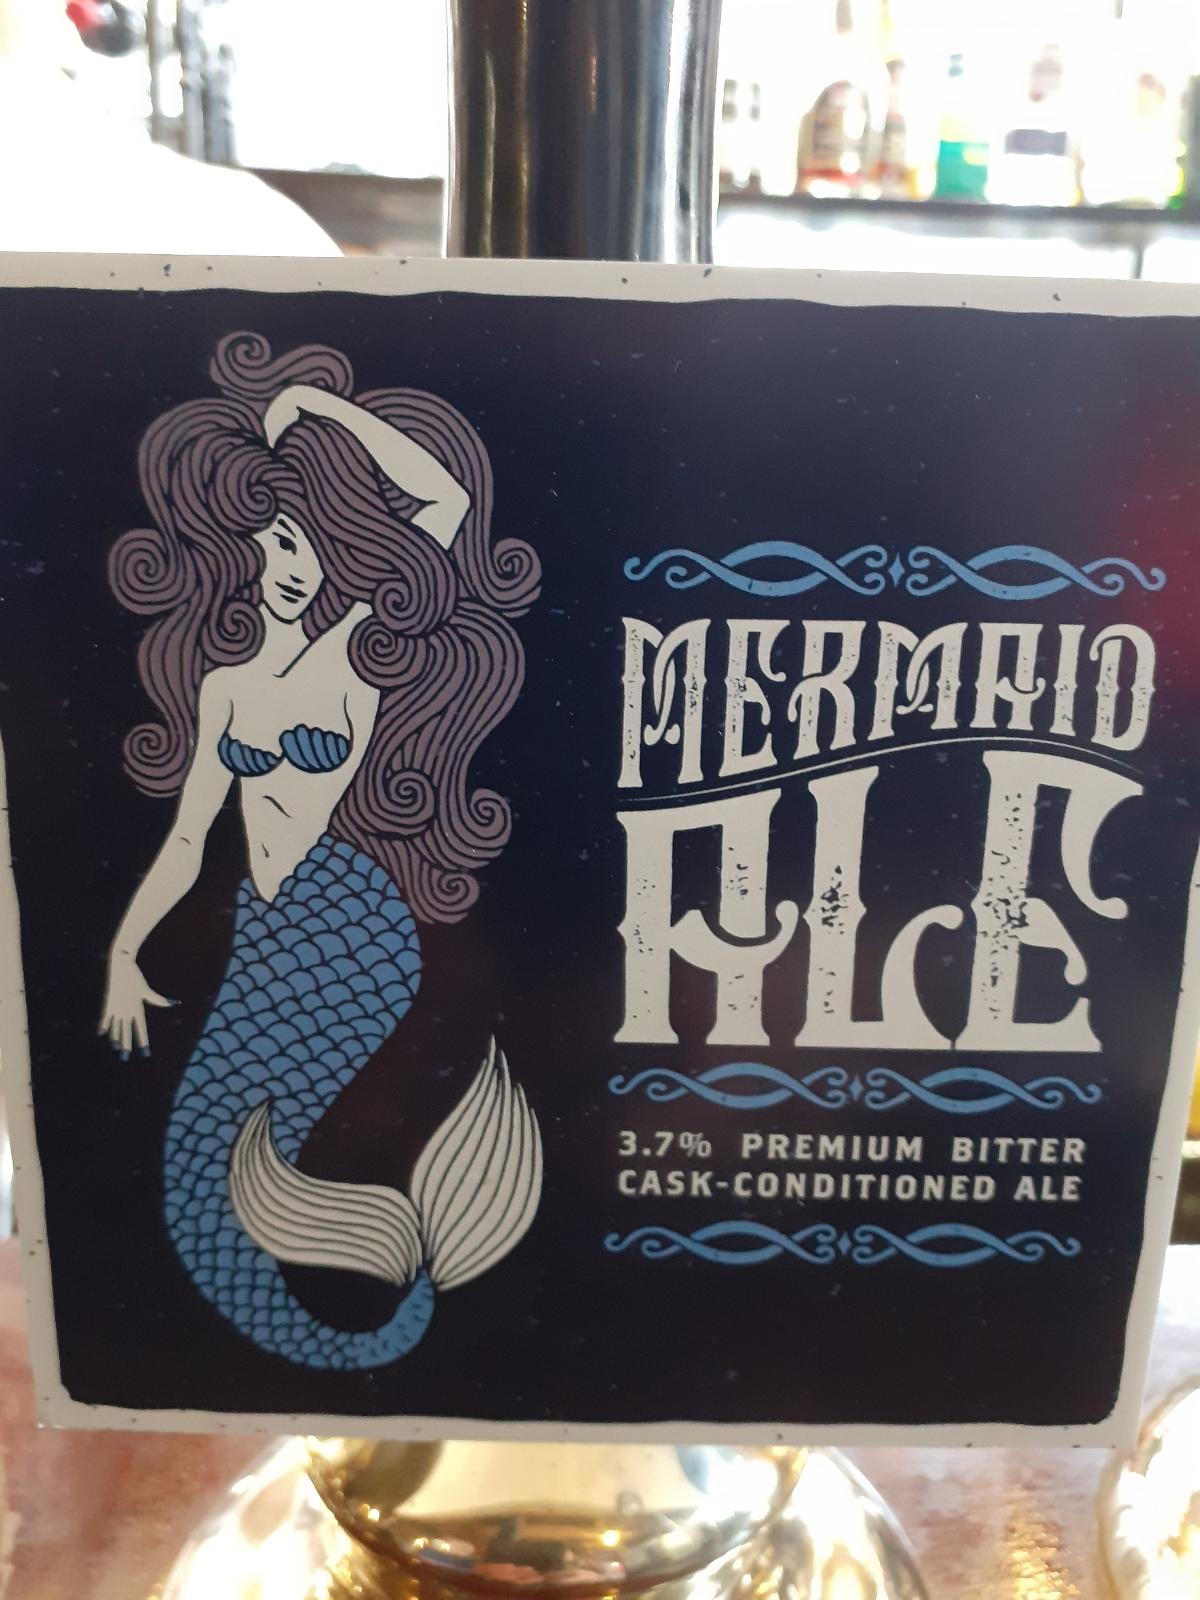 MERMAID
ALE
3.7% PREMIUM BITTER
CASK-CONDITIONED ALE